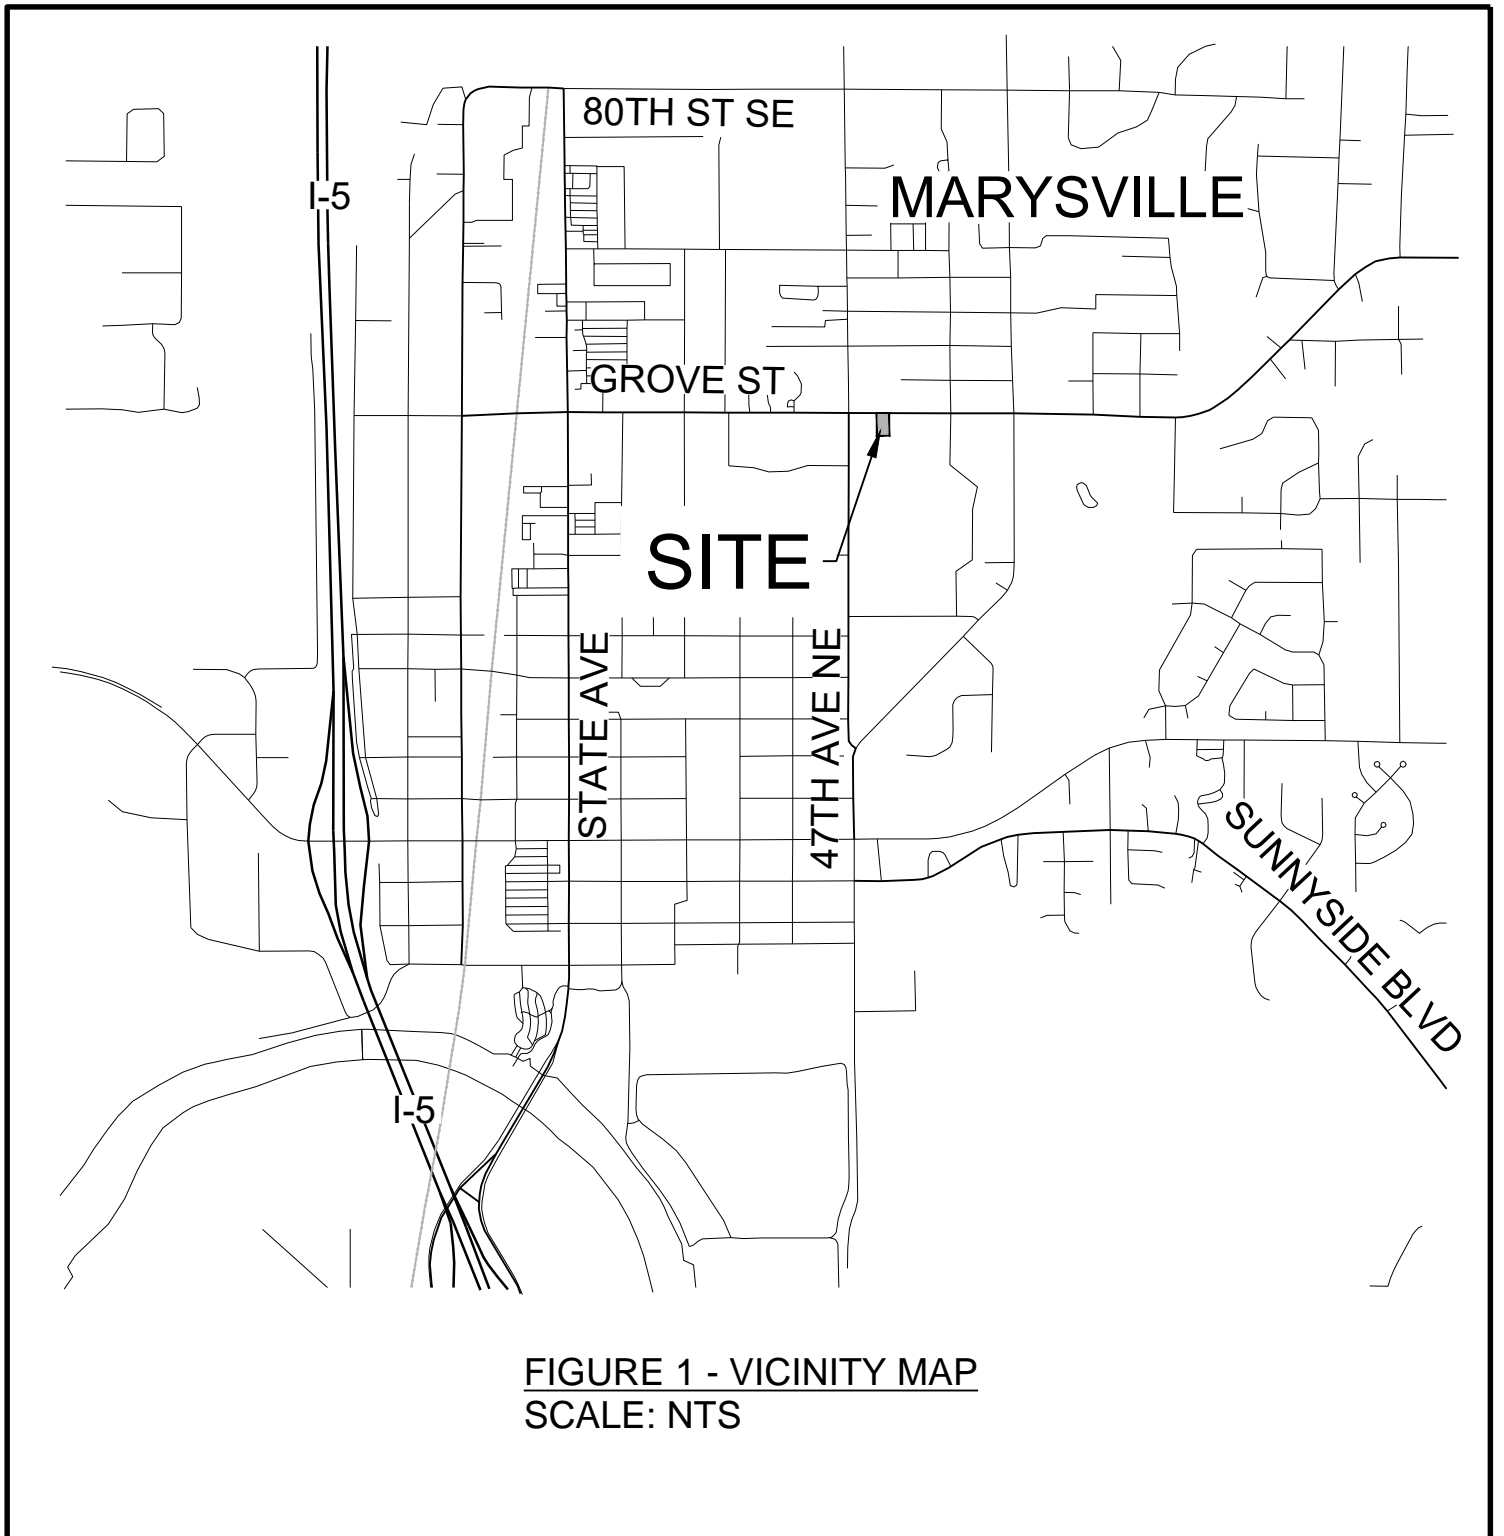 80TH ST SE
I-5
MARYSVILLE
GROVE ST
SITE
STATE AVE
47TH AVE NE
SUNNYSIDE BLVD
I-5
FIGURE 1 - VICINITY MAP
SCALE: NTS